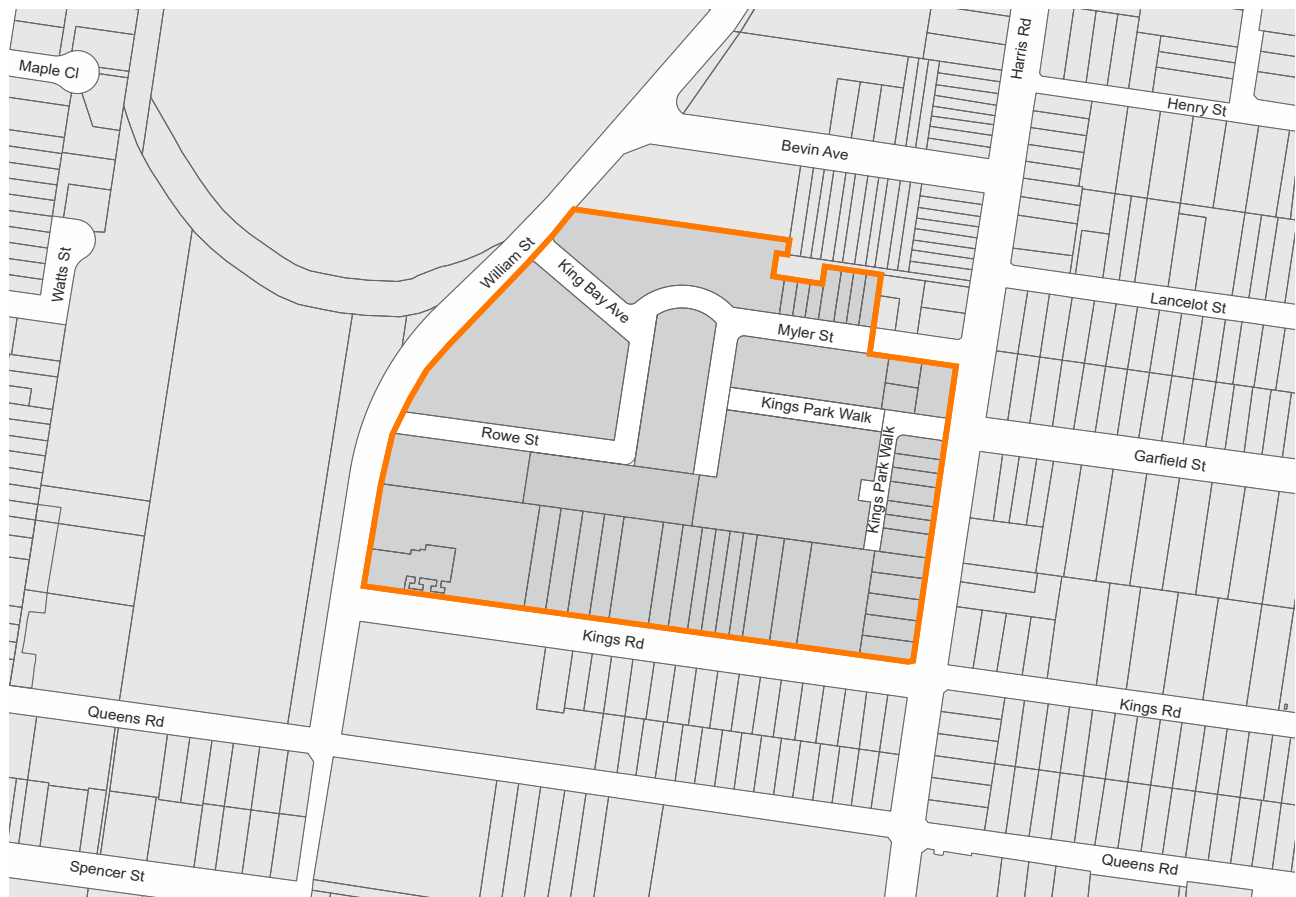 Harris Rd
Maple Cl
Henry St
Bevin Ave
William St
Watts St
King Bay Ave
Lancelot St
Myler St
Kings Park Walk
Rowe St
Garfield St
Kings Park Walk
Kings Rd
Kings Rd
Queens Rd
Queens Rd
Spencer St